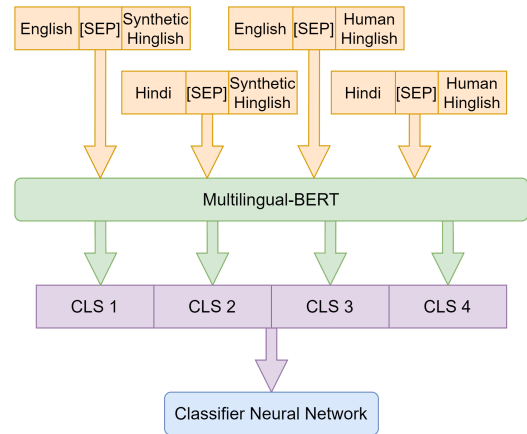 English [SEP] Synthetic Hinglish
English [SEP] Human Hinglish
Hindi [SEP] Synthetic Hinglish
Hindi [SEP] Human Hinglish
Multilingual-BERT
CLS 1 CLS 2 CLS 3 CLS 4
Classifier Neural Network